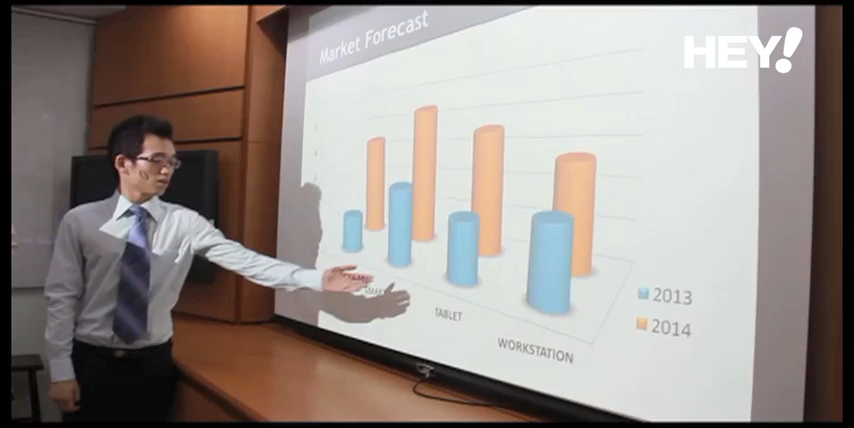 Market Forecast
HEY!
TABLET
WORKSTATION
2013
2014